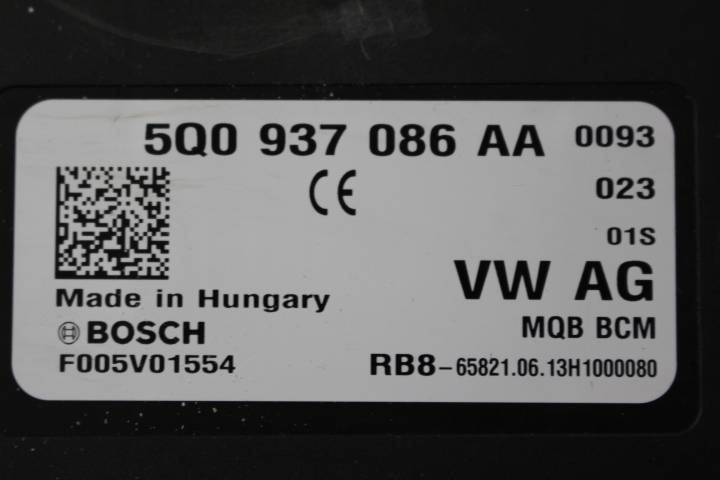 5Q0 937 086 AA 0093
CE 023
01S
VW AG
Made in Hungary
MQB BCM
BOSCH
F005V01554
RB8-65821.06.13H1000080